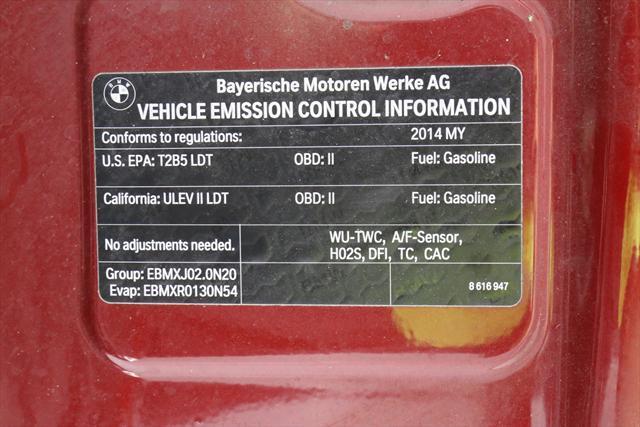 BMW
Bayerische Motoren Werke AG
VEHICLE EMISSION CONTROL INFORMATION
Conforms to regulations: 2014 MY
U.S. EPA: T2B5 LDT OBD: II Fuel: Gasoline
California: ULEV II LDT OBD: II Fuel: Gasoline
No adjustments needed.
WU-TWC, A/F-Sensor,
H02S, DFI, TC, CAC
Group: EBMXJ02.0N20
Evap: EBMXR0130N54
8 616 947